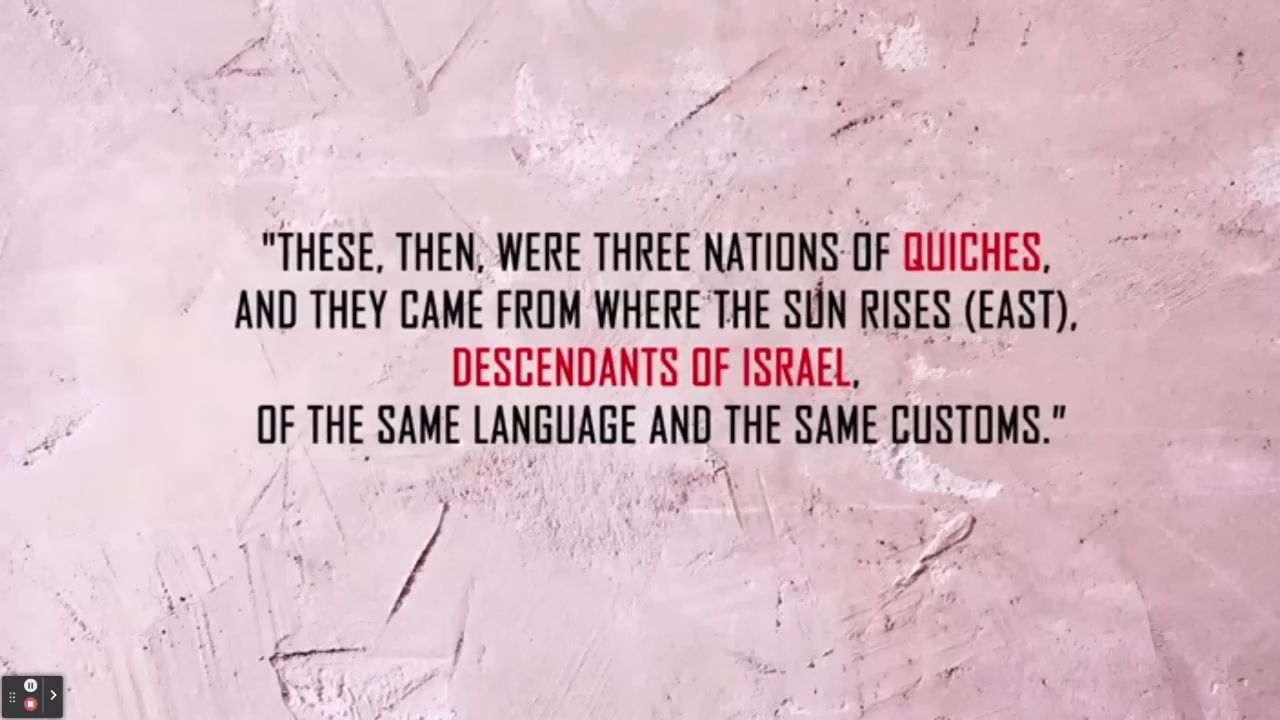 "THESE, THEN, WERE THREE NATIONS OF QUICHES,
AND THEY CAME FROM WHERE THE SUN RISES (EAST),
DESCENDANTS OF ISRAEL,
OF THE SAME LANGUAGE AND THE SAME CUSTOMS.”